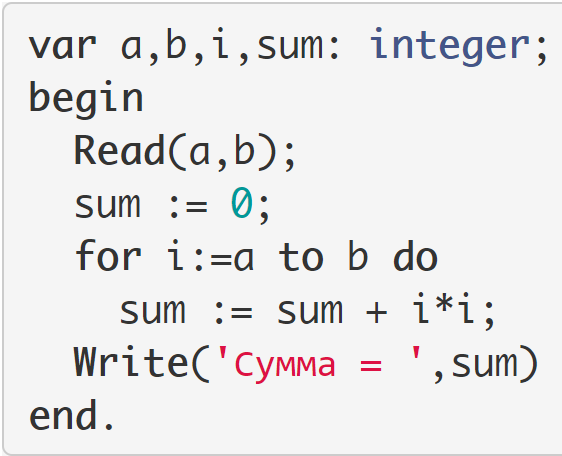 var a,b,i,sum: integer;
begin
  Read(a,b);
  sum := 0;
  for i:=a to b do
    sum := sum + i*i;
  Write('Сумма = ',sum)
end.